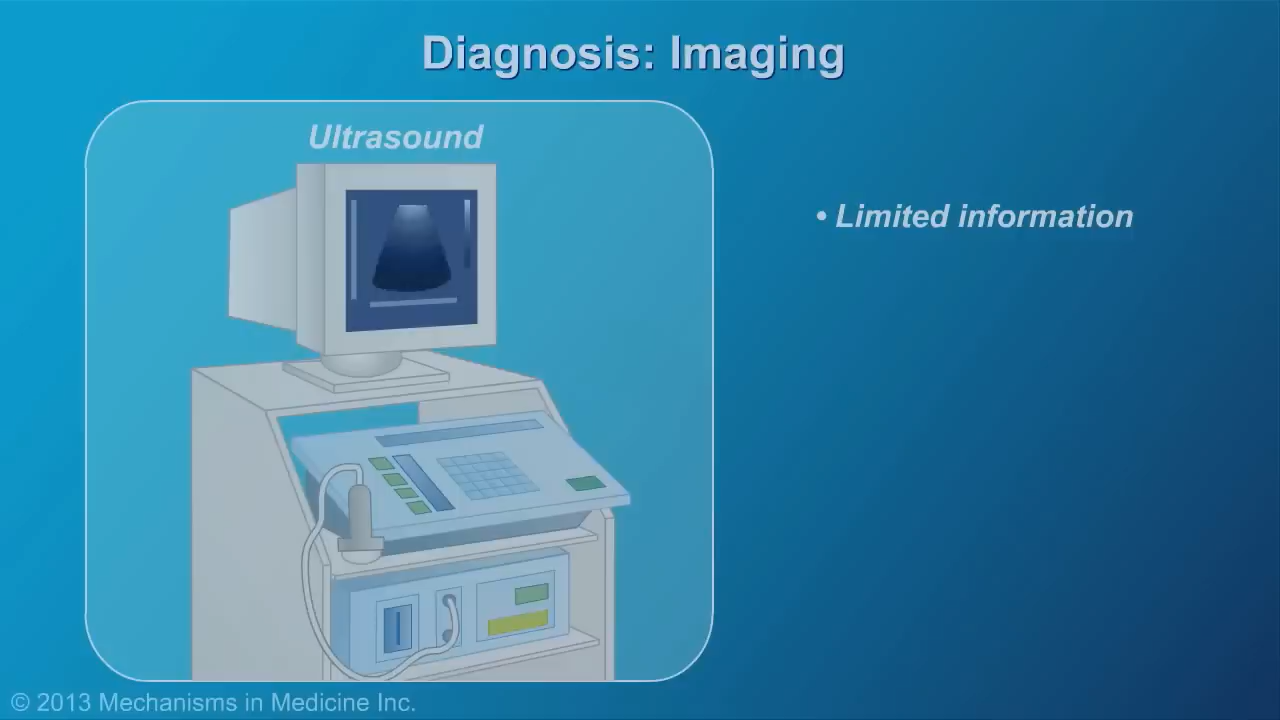 Diagnosis: Imaging
Ultrasound
• Limited information
© 2013 Mechanisms in Medicine Inc.